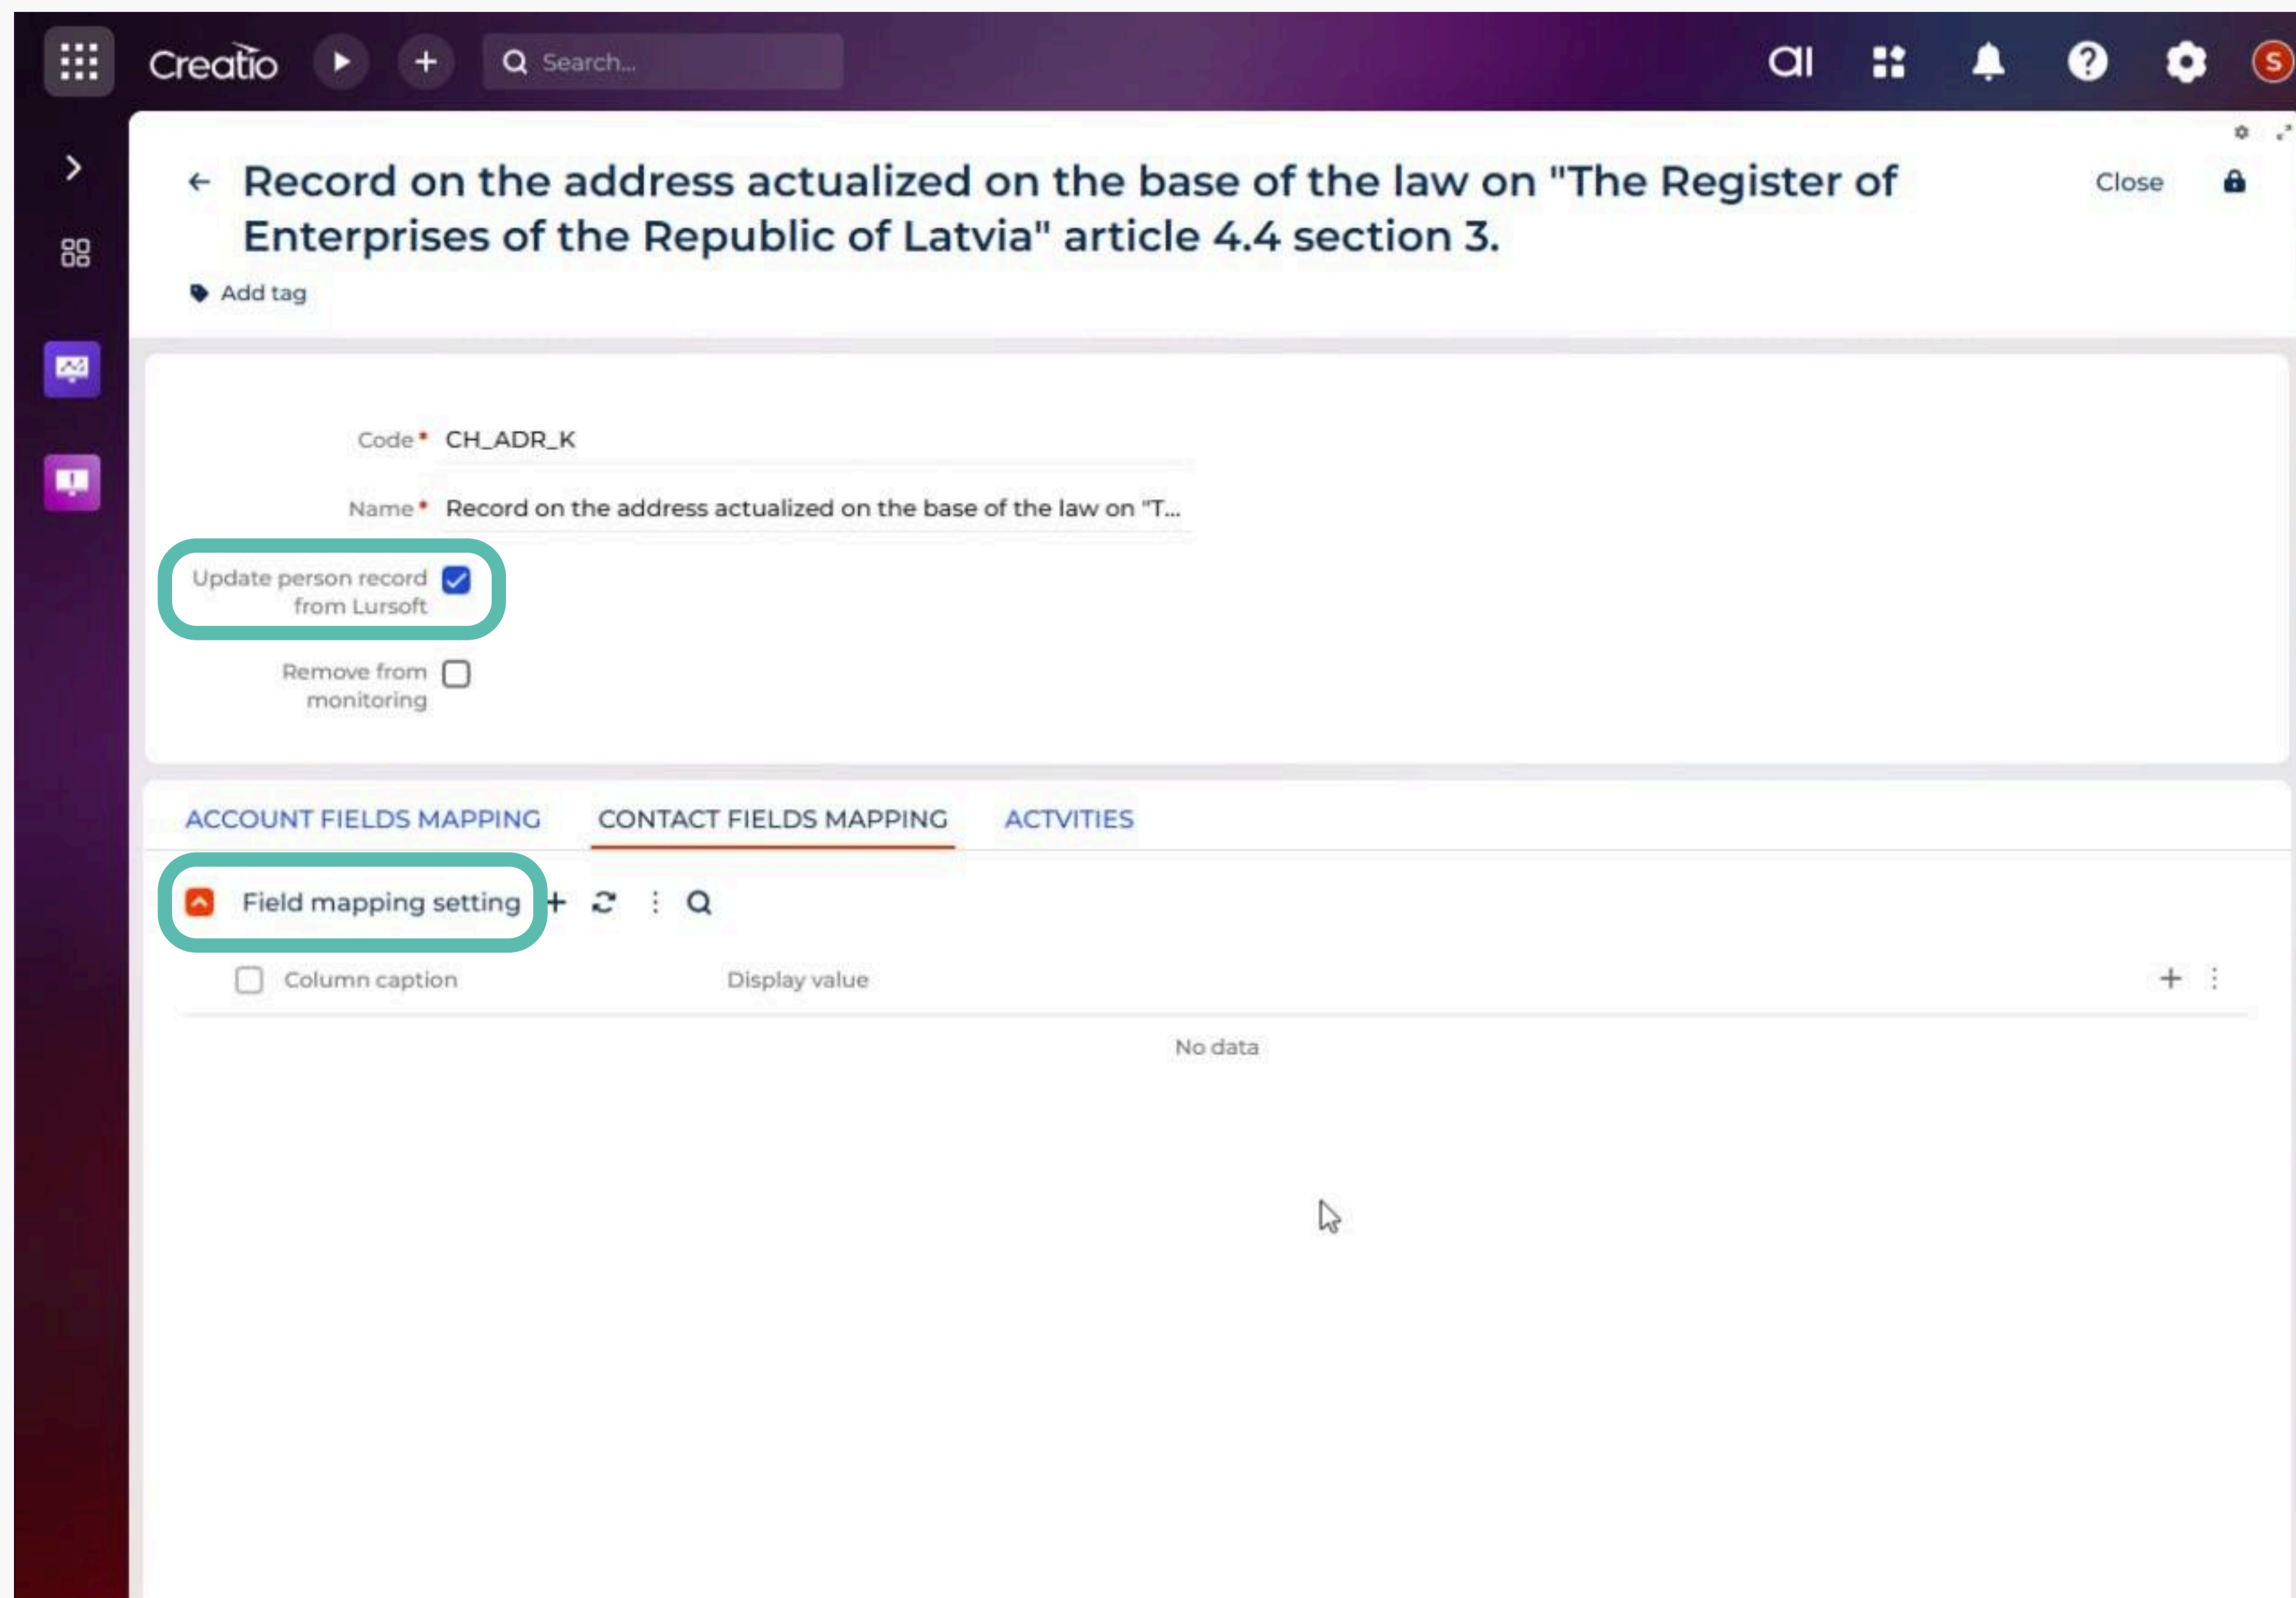 Creatio
Search...
ai
S
Record on the address actualized on the base of the law on "The Register of
Enterprises of the Republic of Latvia" article 4.4 section 3.
Close
Add tag
Code* CH_ADR_K
Name* Record on the address actualized on the base of the law on "T...
Update person record
from Lursoft
Remove from
monitoring
ACCOUNT FIELDS MAPPING CONTACT FIELDS MAPPING ACTVITIES
Field mapping setting
Column caption Display value
No data